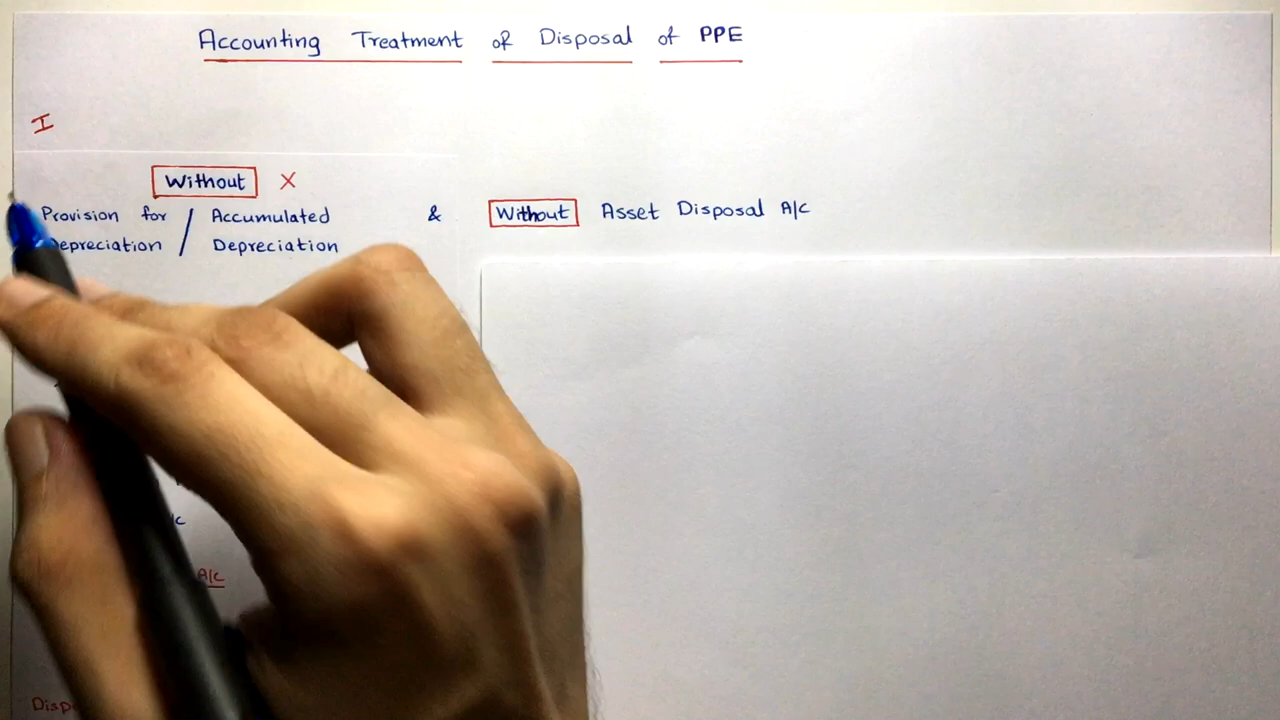 Accounting Treatment of Disposal of PPE
I
Without X
Provision for / Accumulated & Without Asset Disposal A/c
Depreciation Depreciation
A/c